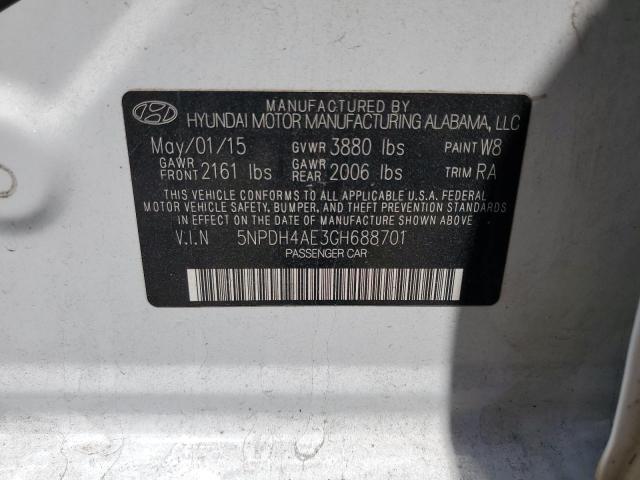 MANUFACTURED BY
HYUNDAI MOTOR MANUFACTURING ALABAMA, LLC
May/01/15 GVWR 3880 lbs PAINT W8
GAWR FRONT 2161 lbs GAWR REAR 2006 lbs TRIM RA
THIS VEHICLE CONFORMS TO ALL APPLICABLE U.S.A. FEDERAL
MOTOR VEHICLE SAFETY, BUMPER, AND THEFT PREVENTION STANDARDS
IN EFFECT ON THE DATE OF MANUFACTURE SHOWN ABOVE.
V.I.N 5NPDH4AE3GH688701
PASSENGER CAR